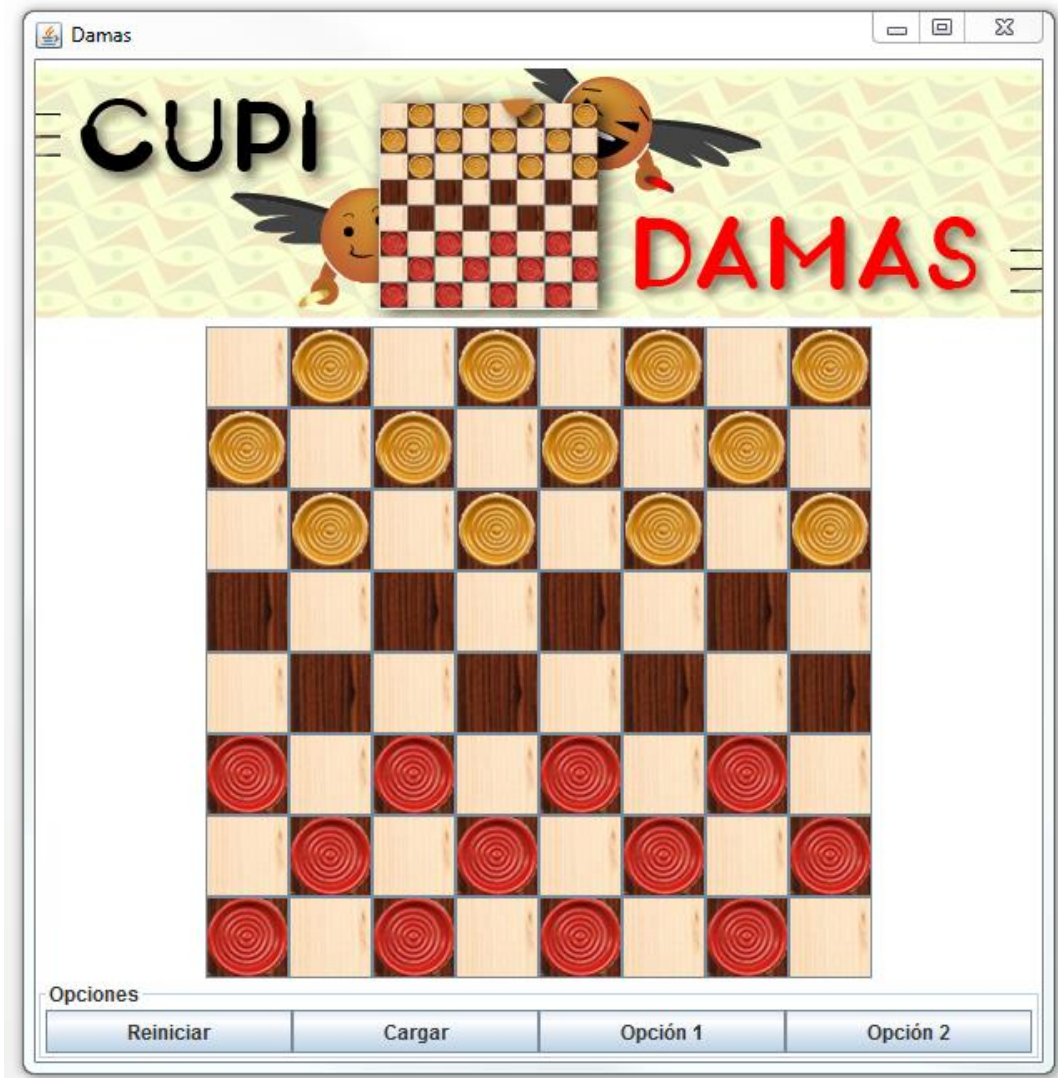 Damas
CUPI
DAMAS
Opciones
Reiniciar
Cargar
Opción 1
Opción 2